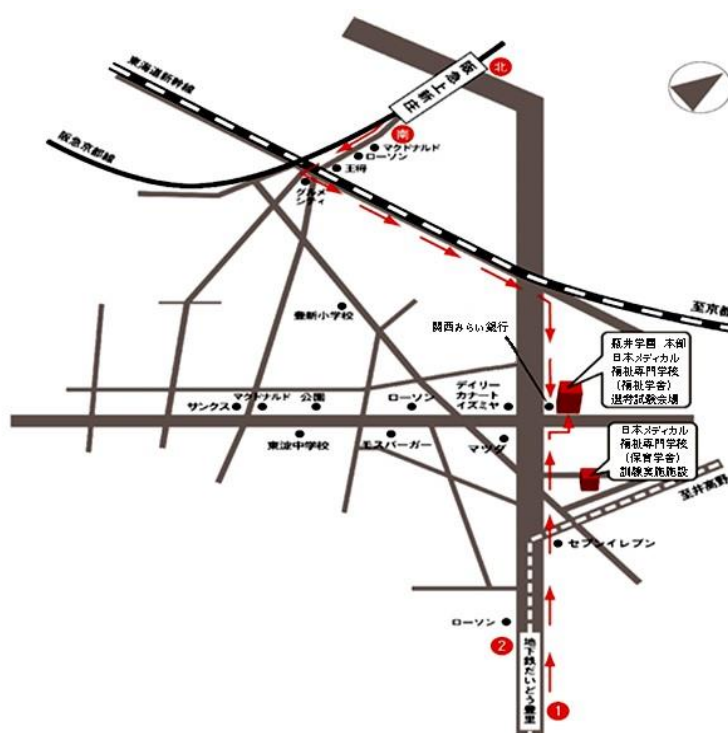 北
阪急上新庄
東海道新幹線
南
マクドナルド
ローソン
阪急京都線
王将
グルメ
シティ
至京都
豊新小学校
関西みらい銀行
瓶井学園 本部
日本メディカル
福祉専門学校
(福祉学舎)
選考試験会場
デイリー
カナート
イズミヤ
サンクス
マクドナルド
公園
ローソン
東淀中学校
モスバーガー
マツダ
日本メディカル
福祉専門学校
(保育学舎)
訓練実施施設
至井高野
セブンイレブン
ローソン
2
地下鉄だいどう豊里
1